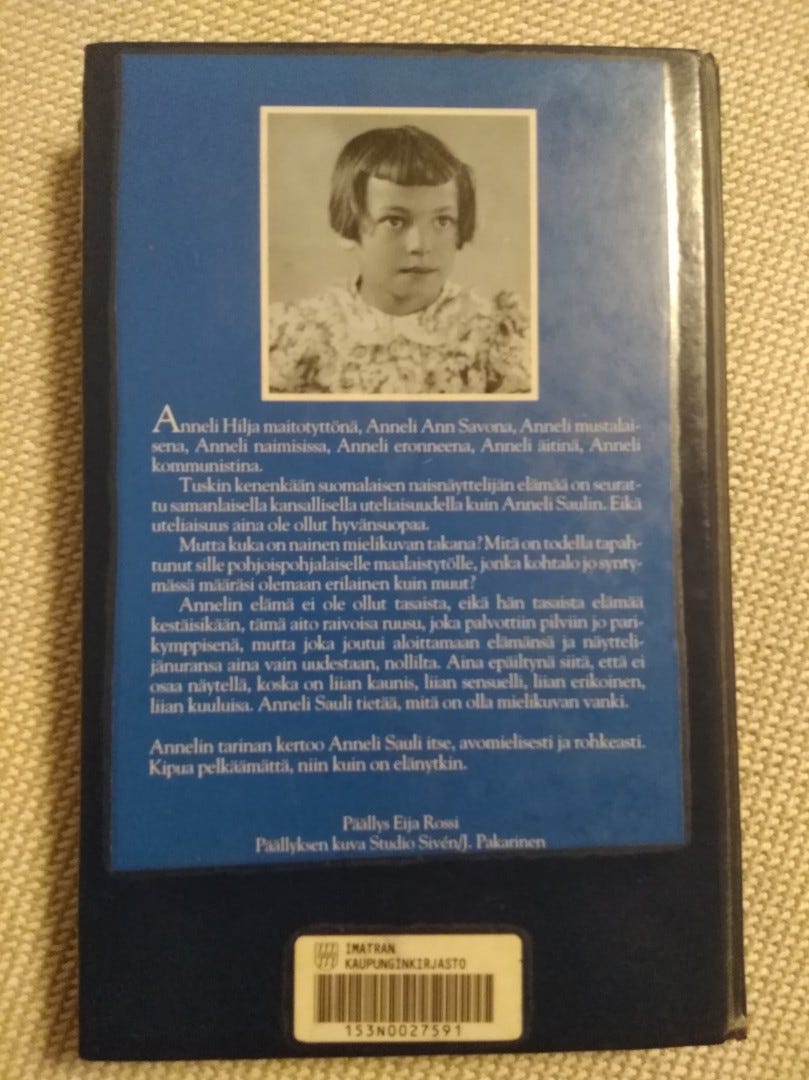 Anneli Hilja maitotyttönä, Anneli Ann Savona, Anneli mustalai-
sena, Anneli naimisissa, Anneli eronneena, Anneli äitinä, Anneli
kommunistina.
Tuskin kenenkään suomalaisen naisnäyttelijän elämää on seurat-
tu samanlaisella kansallisella uteliaisuudella kuin Anneli Saulin. Eikä
uteliaisuus aina ole ollut hyvänsuopaa.
Mutta kuka on nainen mielikuvan takana? Mitä on todella tapah-
tunut sille pohjoispohjalaiselle maalaistytölle, jonka kohtalo jo synty-
mässä määräsi olemaan erilainen kuin muut?
Annelin elämä ei ole ollut tasaista, eikä hän tasaista elämää
kestäisikään, tämä aito raivoisa ruusu, joka palvottiin pilviin jo pari-
kymppisenä, mutta joka joutui aloittamaan elämänsä ja näytteli-
jänuransa aina vain uudestaan, nollilta. Aina epäiltynä siitä, että ei
osaa näytellä, koska on liian kaunis, liian sensuelli, liian erikoinen,
liian kuuluisa. Anneli Sauli tietää, mitä on olla mielikuvan vanki.
Annelin tarinan kertoo Anneli Sauli itse, avomielisesti ja rohkeasti.
Kipua pelkäämättä, niin kuin on elänytkin.
Päällys Eija Rossi
Päällyksen kuva Studio Sivén/J. Pakarinen
IMATRAN
KAUPUNGINKIRJASTO
153N0027591